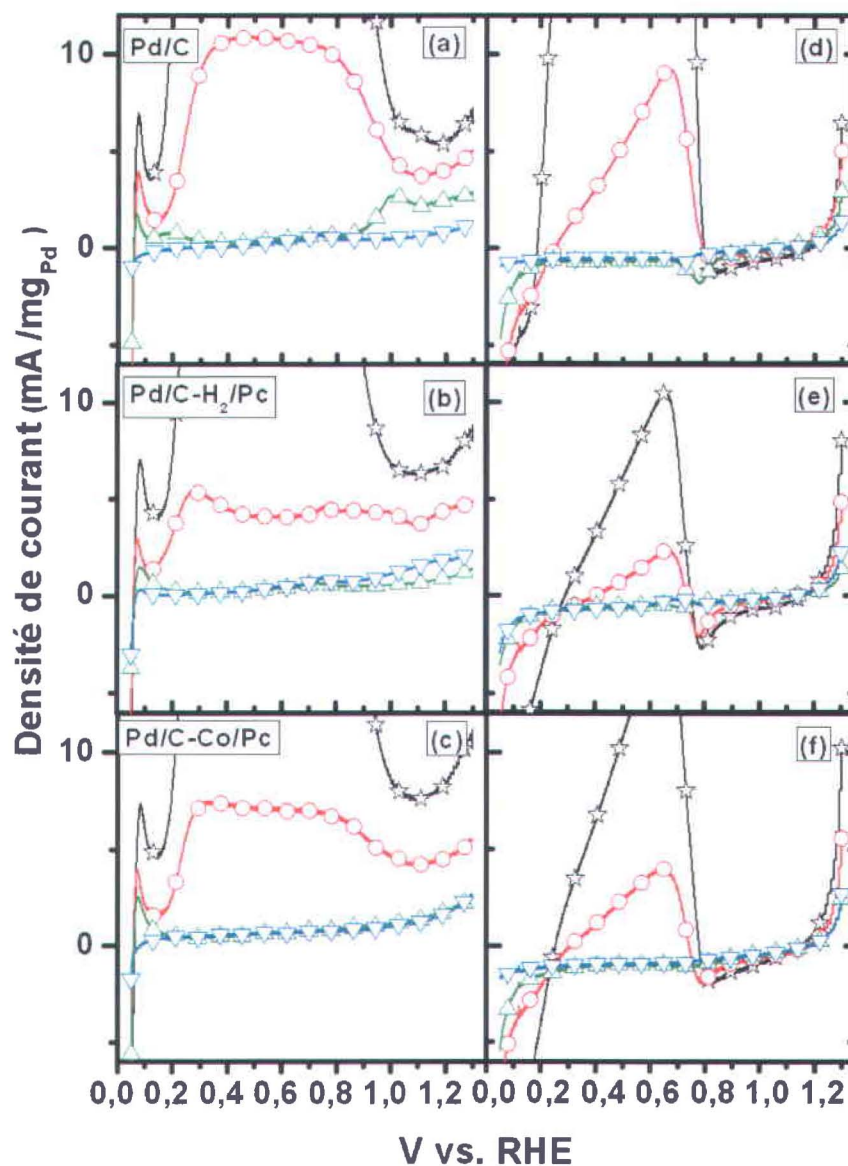 Densité de courant (mA /mg_Pd)
Pd/C
(a)
(d)
10
0
Pd/C-H₂/Pc
(b)
(e)
10
0
Pd/C-Co/Pc
(c)
(f)
10
0
0,0 0,2 0,4 0,6 0,8 1,0 1,2 0,0 0,2 0,4 0,6 0,8 1,0 1,2
V vs. RHE